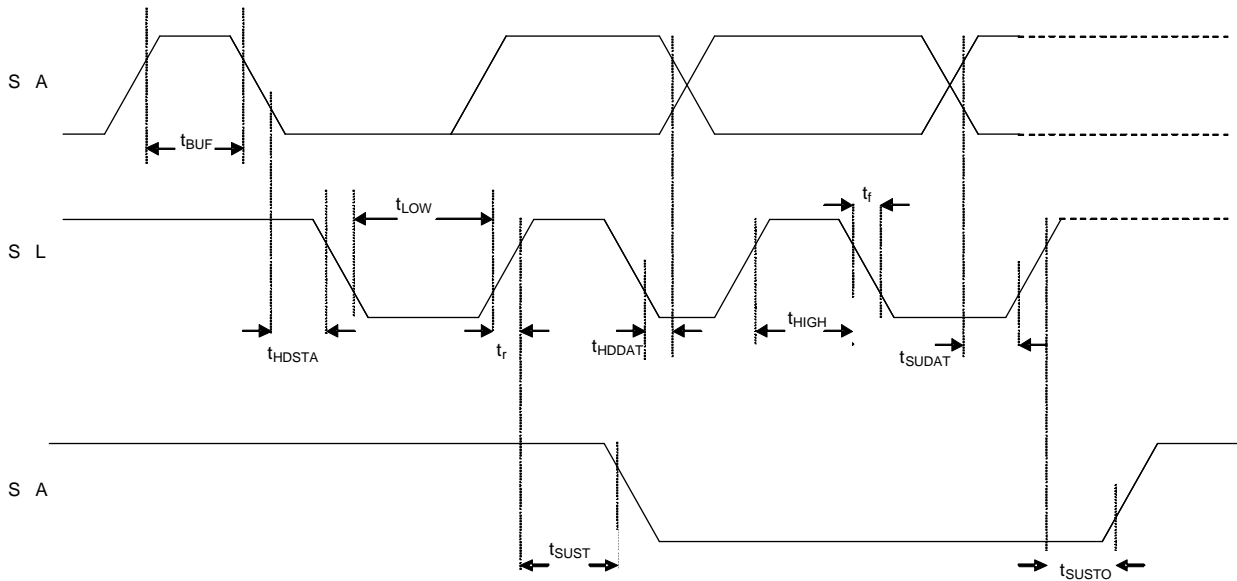 S A
tBUF
tLOW
tf
S L
tHDSTA
tr
tHDDAT
tHIGH
tSUDAT
S A
tSUST
tSUSTO